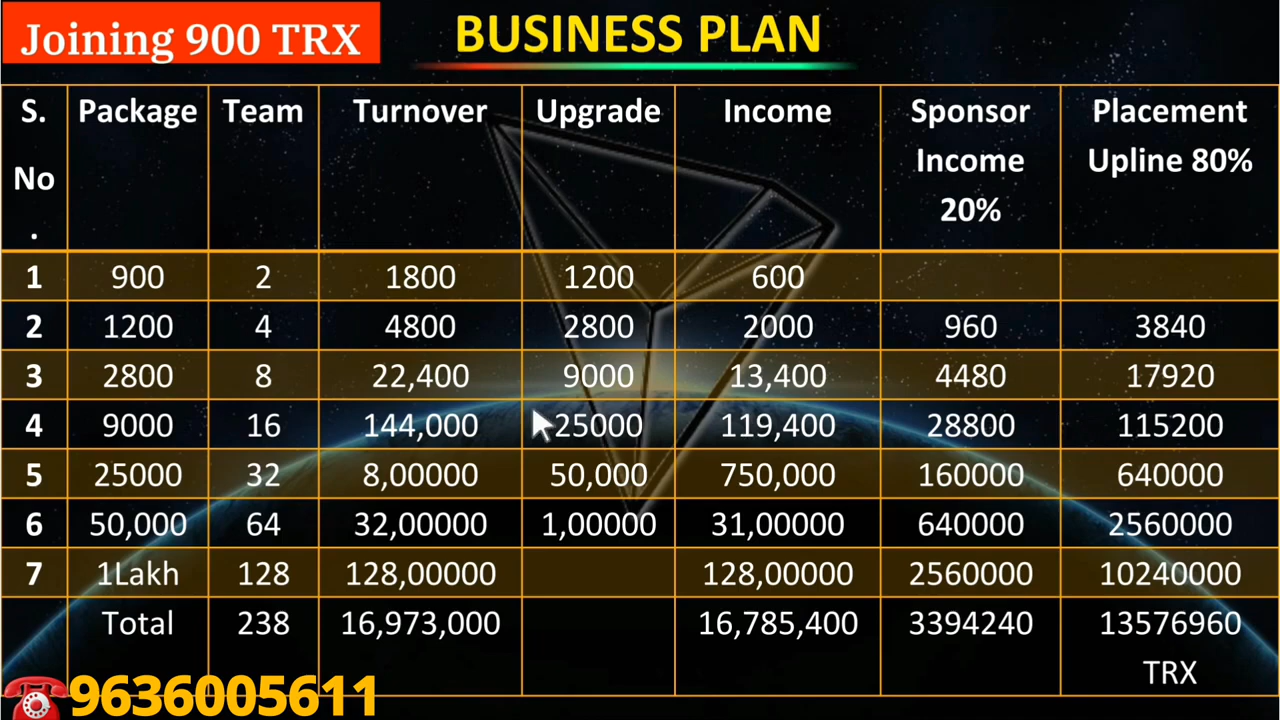 Joining 900 TRX
BUSINESS PLAN
S. No . Package Team Turnover Upgrade Income Sponsor Income 20% Placement Upline 80%
1 900 2 1800 1200 600
2 1200 4 4800 2800 2000 960 3840
3 2800 8 22,400 9000 13,400 4480 17920
4 9000 16 144,000 25000 119,400 28800 115200
5 25000 32 8,00000 50,000 750,000 160000 640000
6 50,000 64 32,00000 1,00000 31,00000 640000 2560000
7 1Lakh 128 128,00000 128,00000 2560000 10240000
Total 238 16,973,000 16,785,400 3394240 13576960 TRX
9636005611